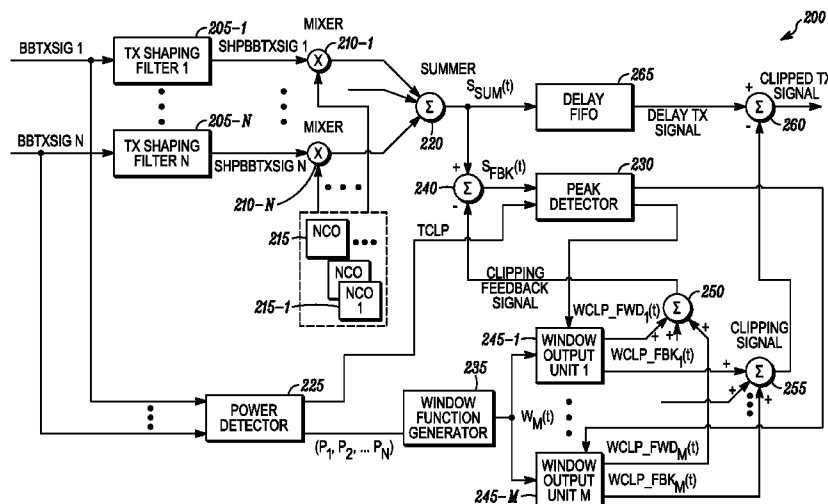 200
BBTXSIG 1
205-1
TX SHAPING
FILTER 1
SHPBBTXSIG 1
MIXER
210-1
X
SUMMER
Σ
220
S_SUM(t)
265
DELAY
FIFO
DELAY TX
SIGNAL
+
-
Σ
260
CLIPPED TX
SIGNAL
BBTXSIG N
205-N
TX SHAPING
FILTER N
SHPBBTXSIG N
MIXER
X
210-N
240
+
-
Σ
S_FBK(t)
230
PEAK
DETECTOR
TCLP
215
NCO
NCO
215-1
NCO
1
CLIPPING
FEEDBACK
SIGNAL
250
Σ
+
+
+
WCLP_FWD₁(t)
245-1
WINDOW
OUTPUT
UNIT 1
WCLP_FBK₁(t)
CLIPPING
SIGNAL
+
+
+
Σ
255
225
POWER
DETECTOR
(P₁, P₂, ... P_N)
235
WINDOW
FUNCTION
GENERATOR
W_M(t)
WCLP_FWD_M(t)
WINDOW
OUTPUT
UNIT M
WCLP_FBK_M(t)
245-M